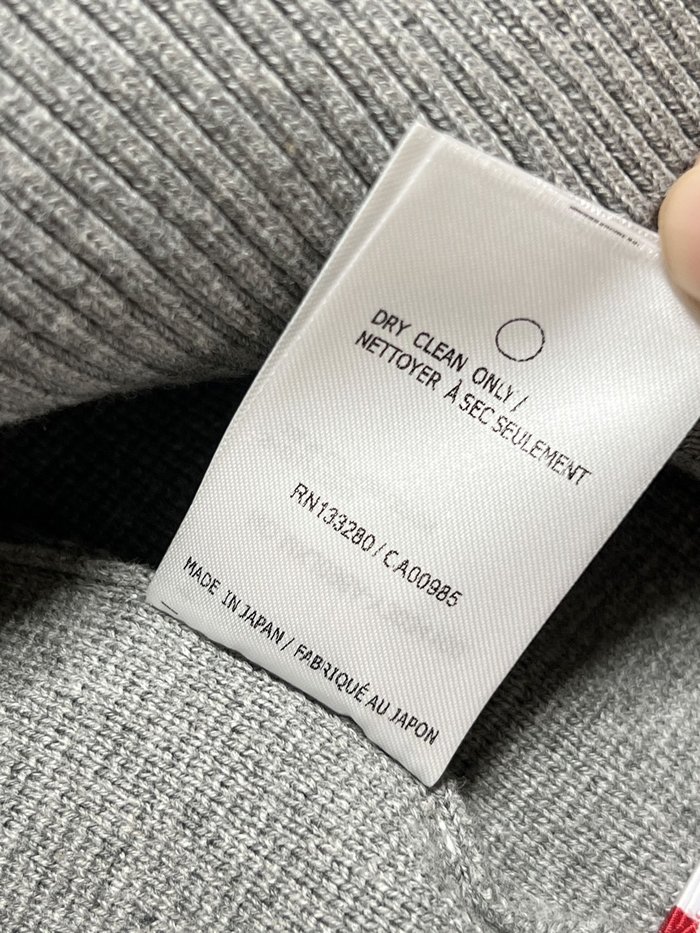 DRY CLEAN ONLY /
NETTOYER À SEC SEULEMENT
RN133280 / CA00985
MADE IN JAPAN / FABRIQUÉ AU JAPON